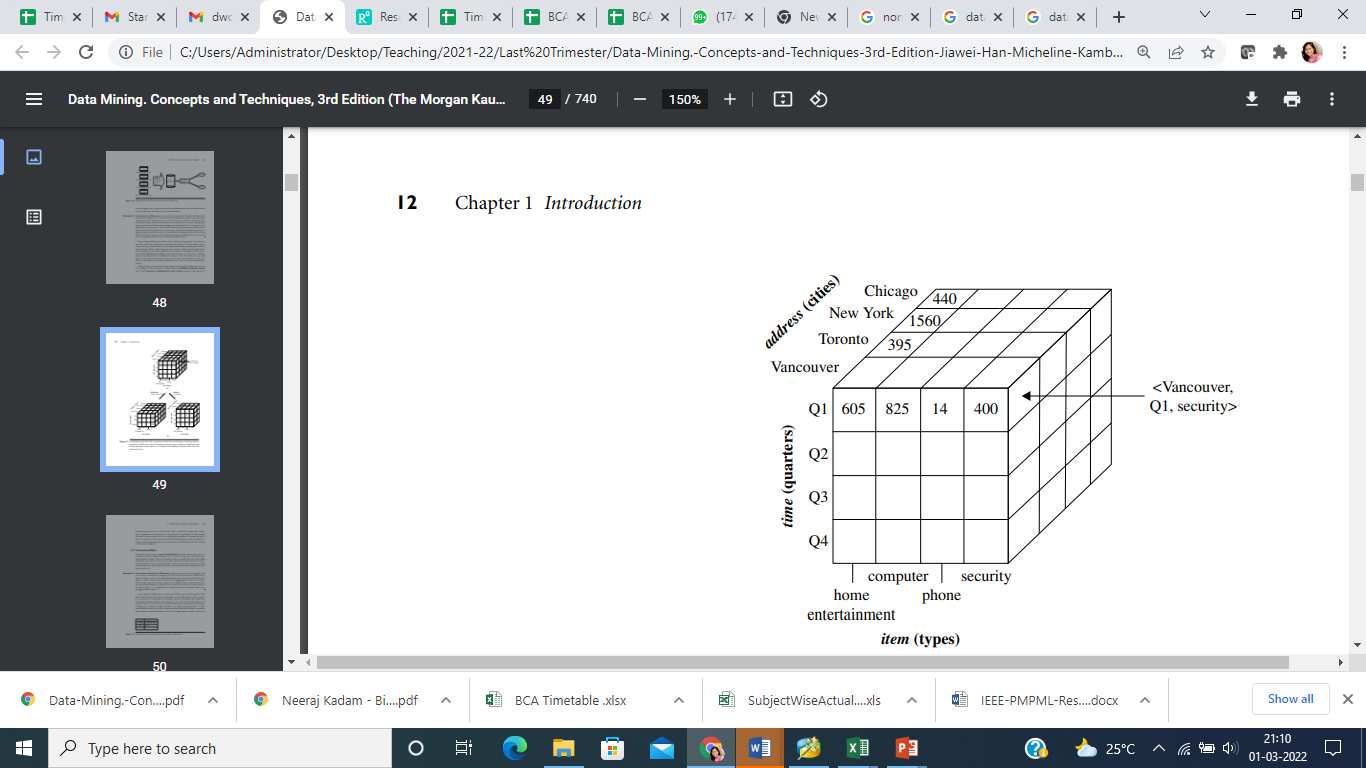 Tim
Star
dwc
Dat
Res
Tim
BCA
BCA
99+
(174
Nev
nor
dat
dat
File
C:/Users/Administrator/Desktop/Teaching/2021-22/Last%20Trimester/Data-Mining.-Concepts-and-Techniques-3rd-Edition-Jiawei-Han-Micheline-Kamb...
Data Mining. Concepts and Techniques, 3rd Edition (The Morgan Kau...
49 / 740
150%
48
49
50
12 Chapter 1 Introduction
address (cities)
Chicago 440
New York 1560
Toronto 395
Vancouver
<Vancouver,
Q1, security>
Q1 605 825 14 400
Q2
Q3
Q4
time (quarters)
computer security
home phone
entertainment
item (types)
Data-Mining.-Con....pdf
Neeraj Kadam - Bi....pdf
BCA Timetable .xlsx
SubjectWiseActual....xls
IEEE-PMPML-Res....docx
Show all
Type here to search
25°C
21:10
01-03-2022